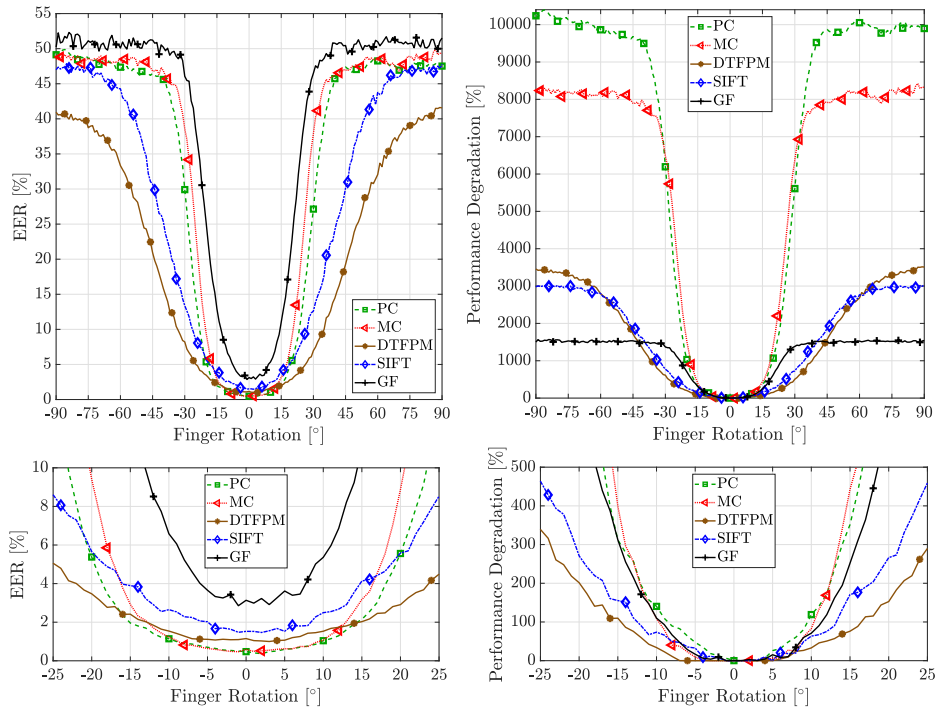 EER [%]
55
50
45
40
35
30
25
20
15
10
5
0
-90 -75 -60 -45 -30 -15 0 15 30 45 60 75 90
Finger Rotation [°]
PC
MC
DTFPM
SIFT
GF
Performance Degradation [%]
10000
9000
8000
7000
6000
5000
4000
3000
2000
1000
0
-90 -75 -60 -45 -30 -15 0 15 30 45 60 75 90
Finger Rotation [°]
PC
MC
DTFPM
SIFT
GF
EER [%]
10
8
6
4
2
0
-25 -20 -15 -10 -5 0 5 10 15 20 25
Finger Rotation [°]
PC
MC
DTFPM
SIFT
GF
Performance Degradation [%]
500
400
300
200
100
0
-25 -20 -15 -10 -5 0 5 10 15 20 25
Finger Rotation [°]
PC
MC
DTFPM
SIFT
GF